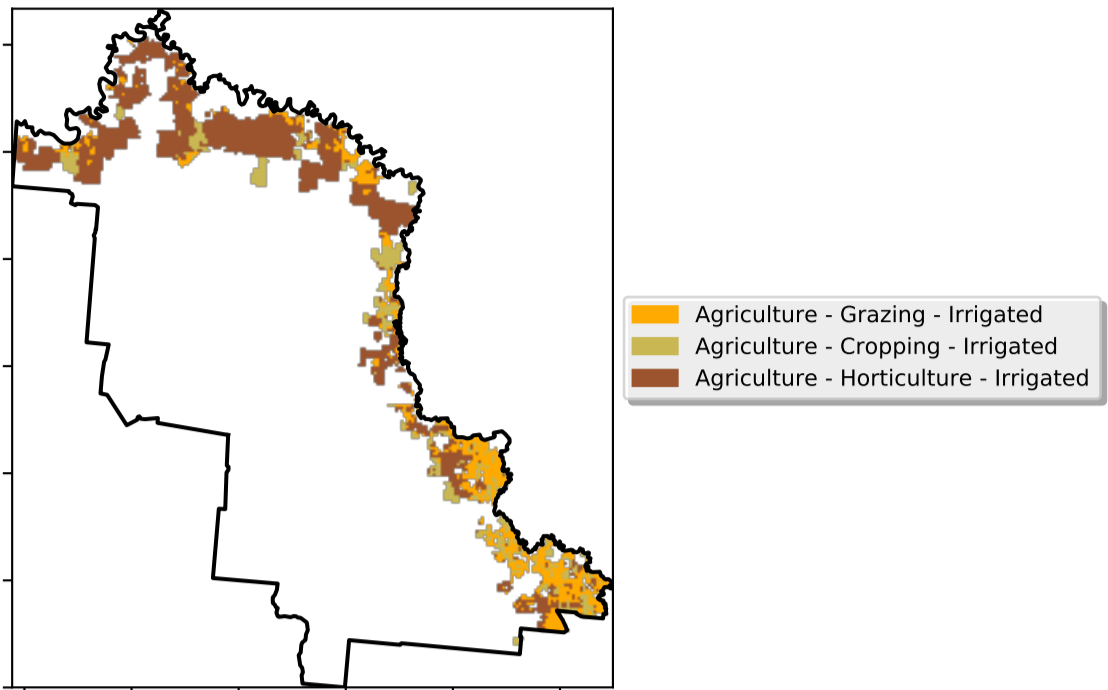 Agriculture - Grazing - Irrigated
Agriculture - Cropping - Irrigated
Agriculture - Horticulture - Irrigated